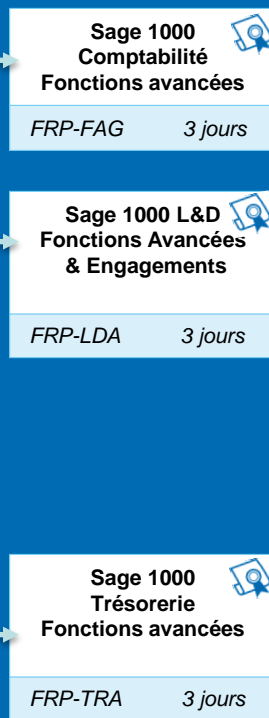 Sage 1000
Comptabilité
Fonctions avancées
FRP-FAG 3 jours
Sage 1000 L&D
Fonctions Avancées
& Engagements
FRP-LDA 3 jours
Sage 1000
Trésorerie
Fonctions avancées
FRP-TRA 3 jours